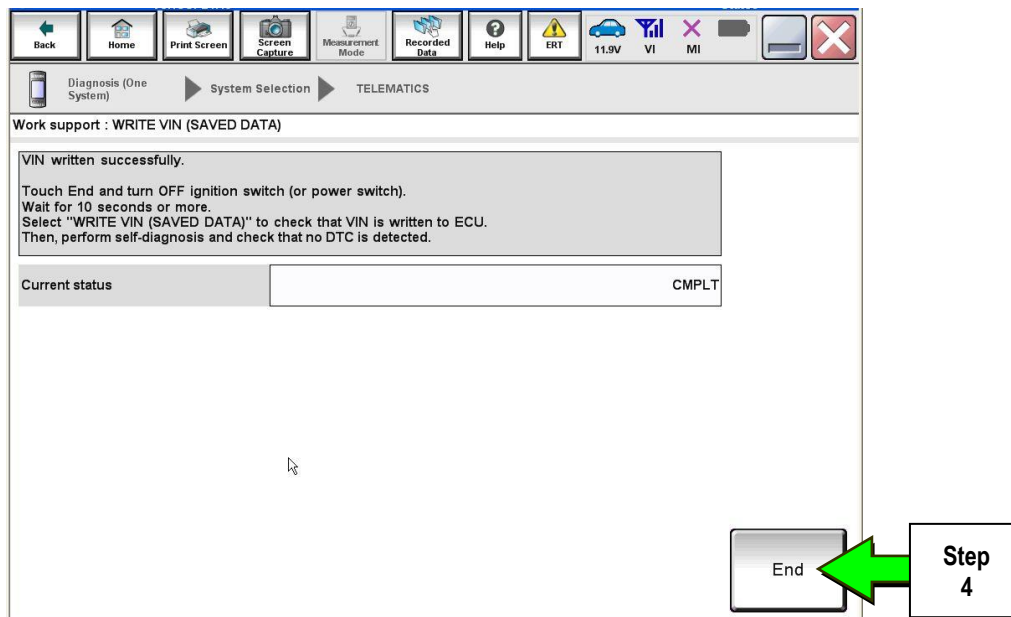 Back
Home
Print Screen
Screen
Capture
Measurement
Mode
Recorded
Data
Help
ERT
11.9V
VI
MI
Diagnosis (One
System)
System Selection
TELEMATICS
Work support : WRITE VIN (SAVED DATA)
VIN written successfully.
Touch End and turn OFF ignition switch (or power switch).
Wait for 10 seconds or more.
Select "WRITE VIN (SAVED DATA)" to check that VIN is written to ECU.
Then, perform self-diagnosis and check that no DTC is detected.
Current status
CMPLT
End
Step
4